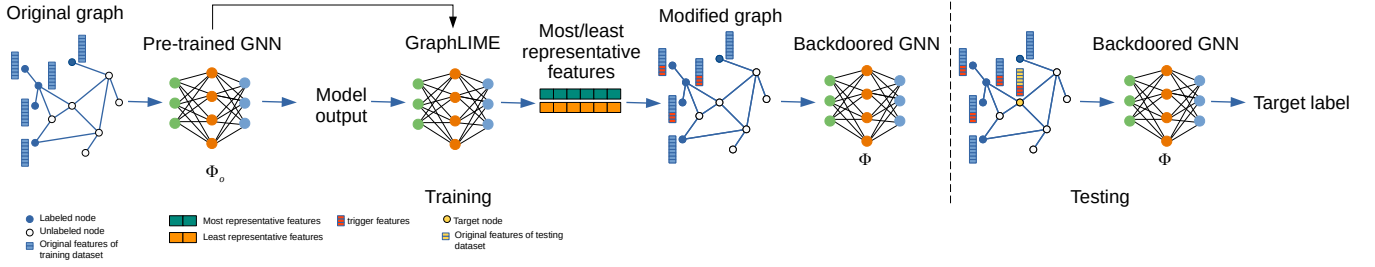 Original graph
Pre-trained GNN
Φo
Model
output
GraphLIME
Most/least
representative
features
Modified graph
Backdoored GNN
Φ
Backdoored GNN
Φ
Target label
Training
Testing
Labeled node
Unlabeled node
Original features of
training dataset
Most representative features
Least representative features
trigger features
Target node
Original features of testing
dataset